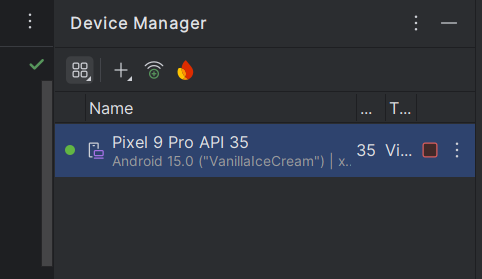 Device Manager
Name ... T...
Pixel 9 Pro API 35
Android 15.0 ("VanillaIceCream") | x... 35 Vi...